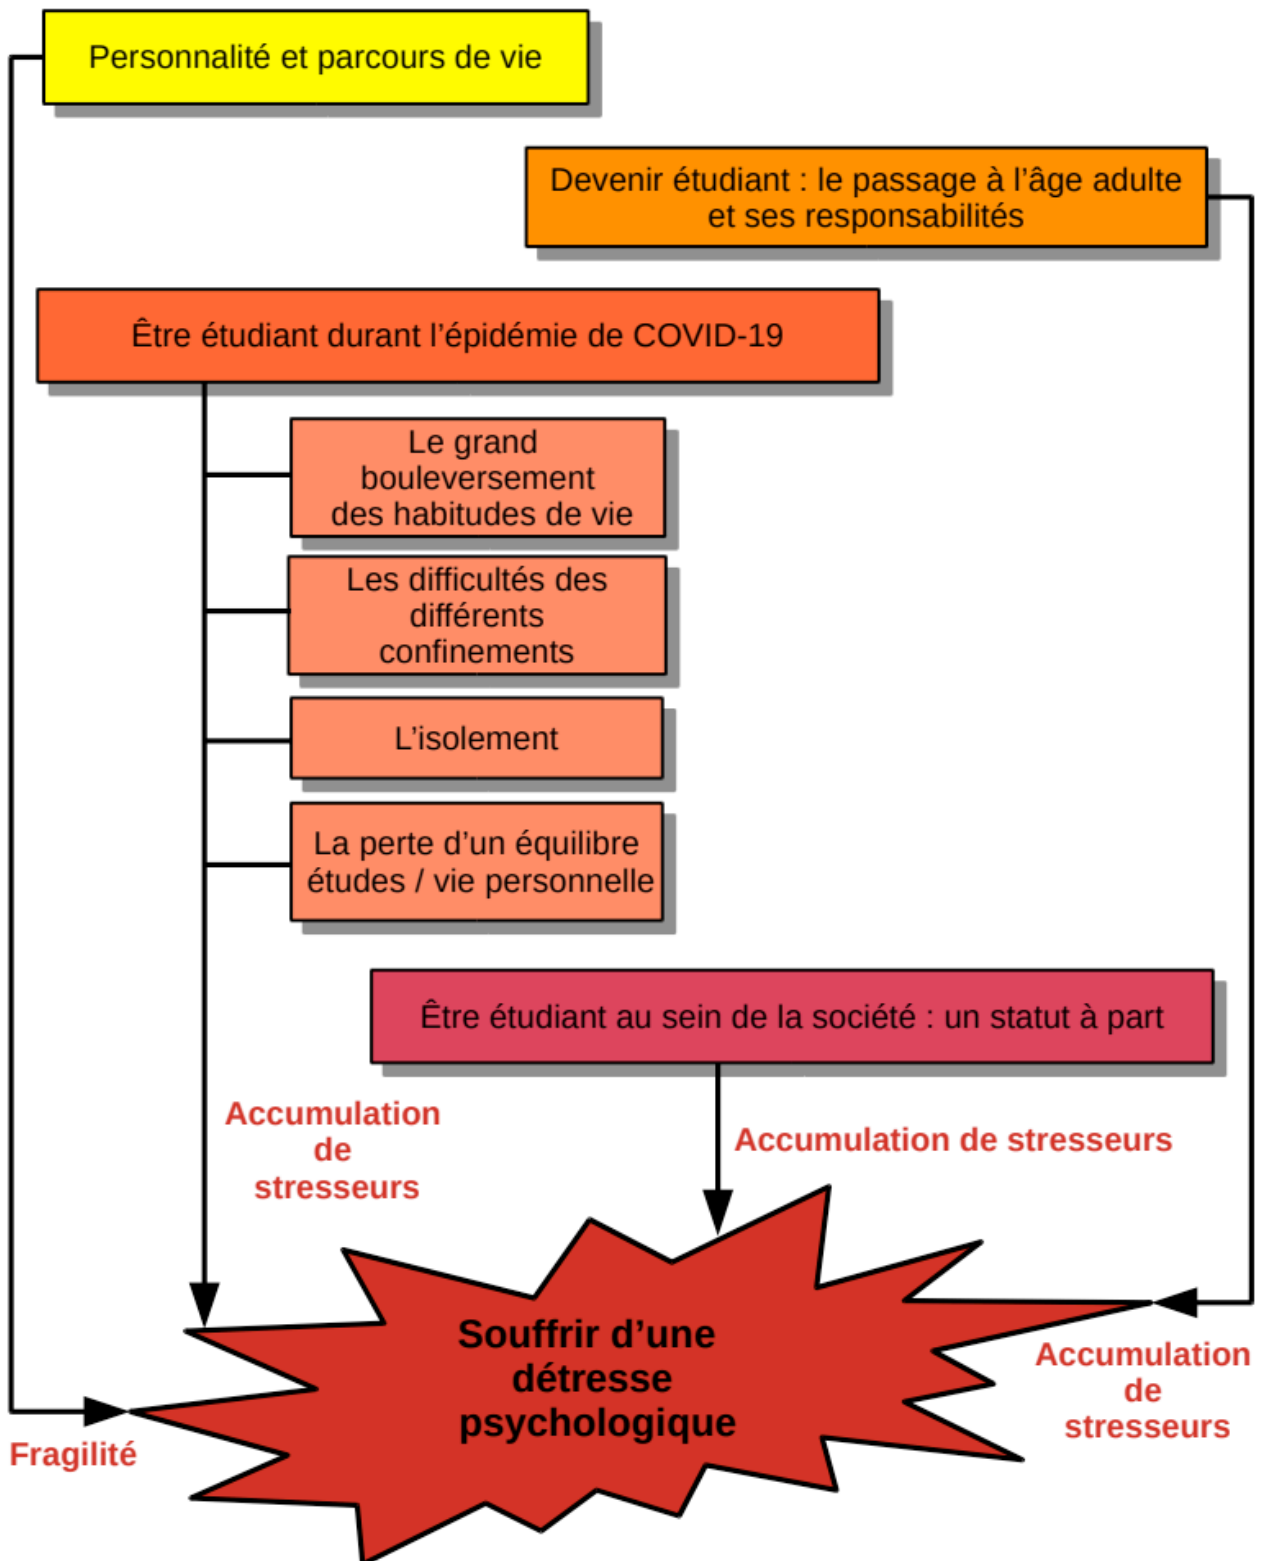 Personnalité et parcours de vie
Devenir étudiant : le passage à l’âge adulte
et ses responsabilités
Être étudiant durant l’épidémie de COVID-19
Le grand
bouleversement
des habitudes de vie
Les difficultés des
différents
confinements
L’isolement
La perte d’un équilibre
études / vie personnelle
Être étudiant au sein de la société : un statut à part
Accumulation
de
stresseurs
Accumulation de stresseurs
Souffrir d’une
détresse
psychologique
Accumulation
de
stresseurs
Fragilité